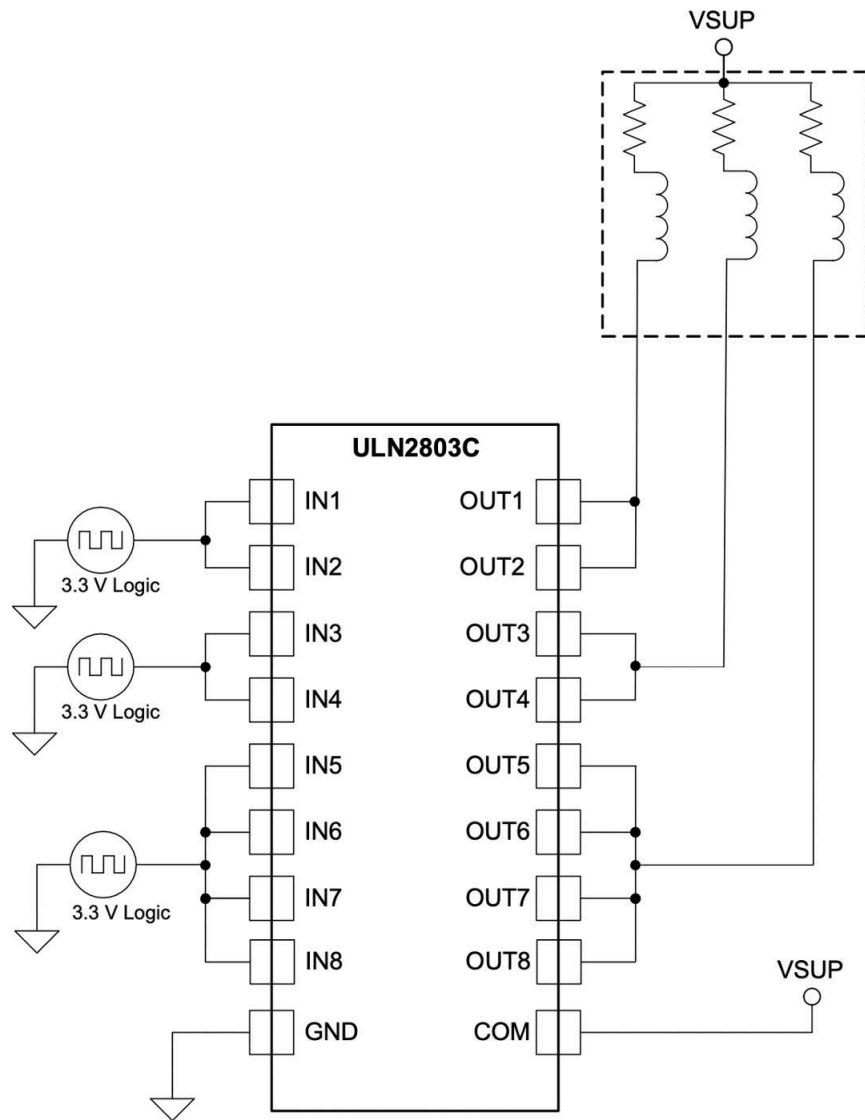 VSUP
ULN2803C
IN1
OUT1
IN2
OUT2
3.3 V Logic
IN3
OUT3
IN4
OUT4
3.3 V Logic
IN5
OUT5
IN6
OUT6
IN7
OUT7
3.3 V Logic
IN8
OUT8
VSUP
GND
COM